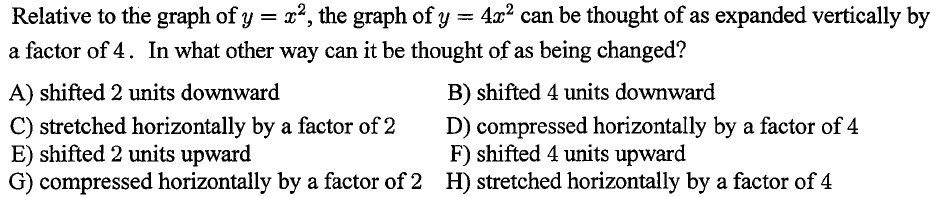 Relative to the graph of y = x², the graph of y = 4x² can be thought of as expanded vertically by
a factor of 4. In what other way can it be thought of as being changed?
A) shifted 2 units downward B) shifted 4 units downward
C) stretched horizontally by a factor of 2 D) compressed horizontally by a factor of 4
E) shifted 2 units upward F) shifted 4 units upward
G) compressed horizontally by a factor of 2 H) stretched horizontally by a factor of 4